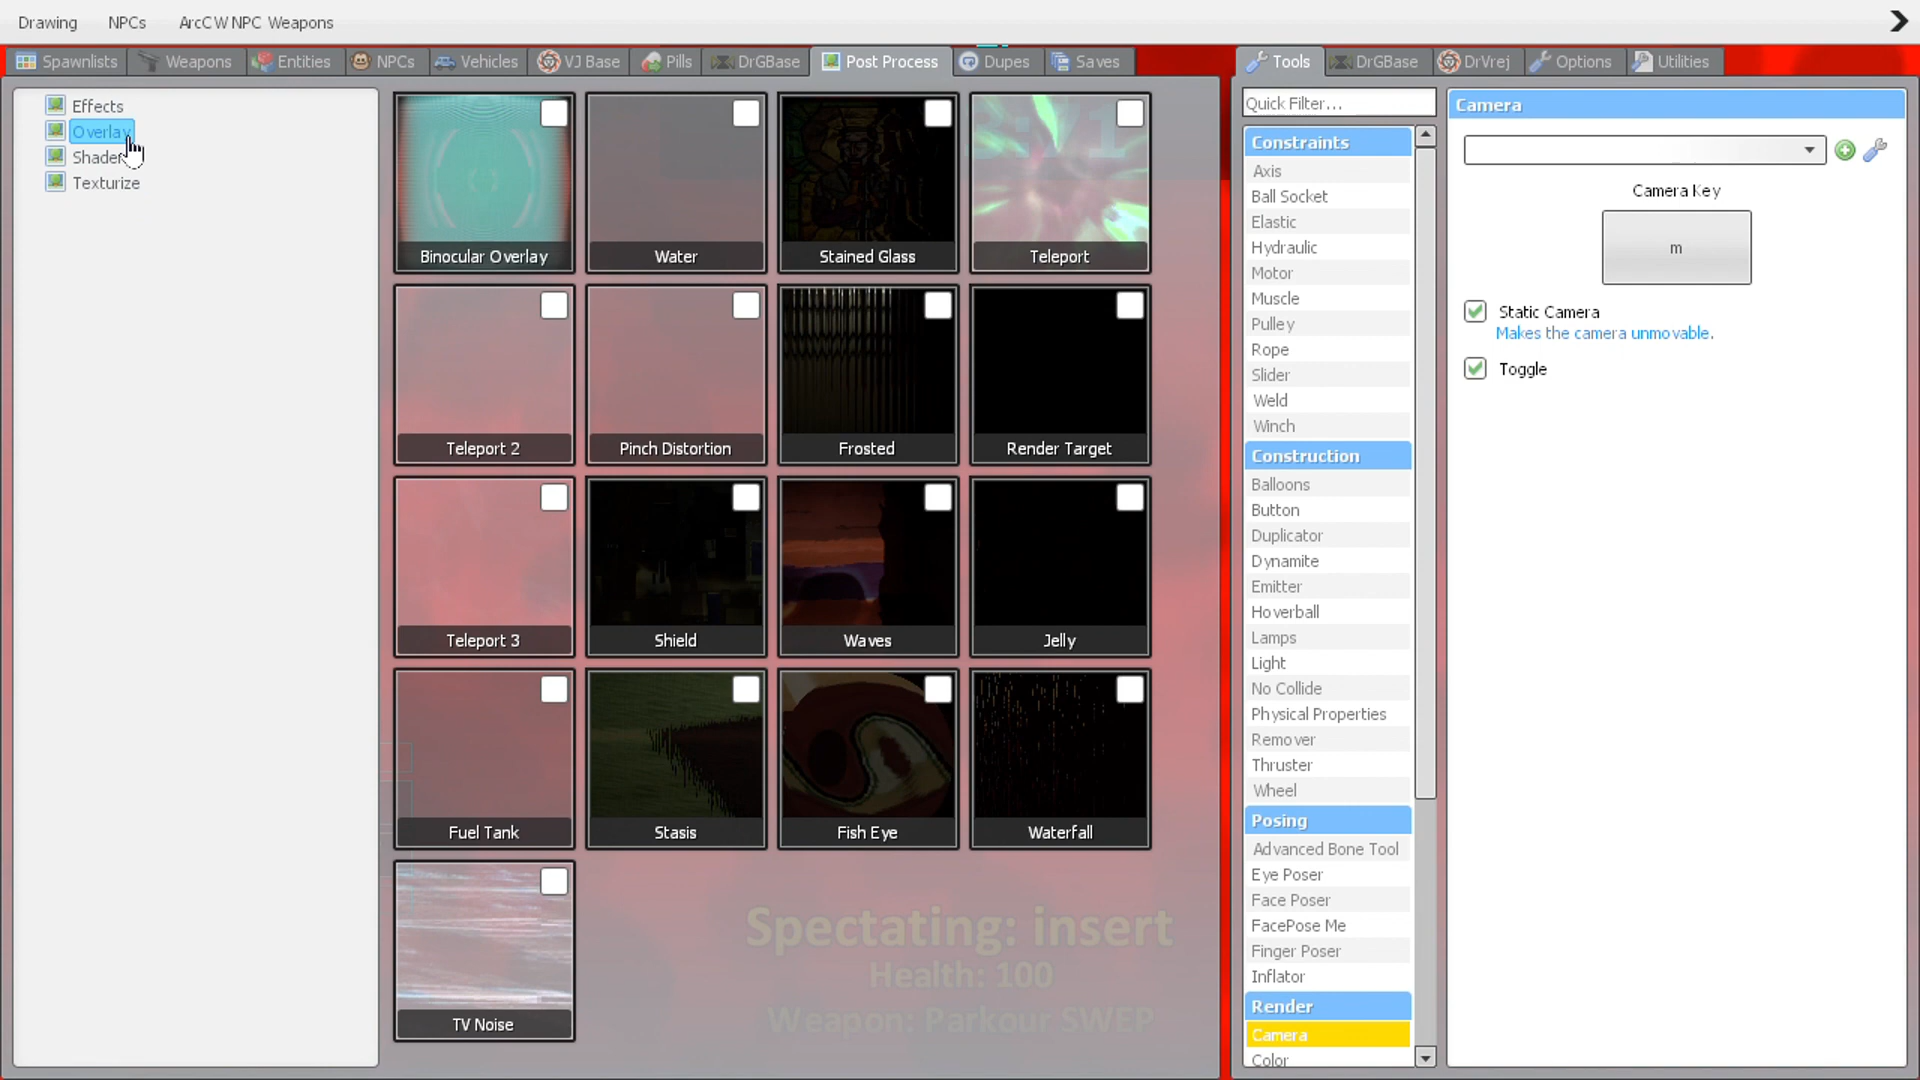 Drawing NPCs ArcCW NPC Weapons
Spawnlists Weapons Entities NPCs Vehicles VJ Base Pills DrGBase Post Process Dupes Saves
Tools DrGBase DrVrej Options Utilities
Effects
Overlay
Shader
Texturize
Binocular Overlay Water Stained Glass Teleport
Teleport 2 Pinch Distortion Frosted Render Target
Teleport 3 Shield Waves Jelly
Fuel Tank Stasis Fish Eye Waterfall
TV Noise
Spectating: insert
Health: 100
Weapon: Parkour SWEP
Quick Filter...
Constraints
Axis
Ball Socket
Elastic
Hydraulic
Motor
Muscle
Pulley
Rope
Slider
Weld
Winch
Construction
Balloons
Button
Duplicator
Dynamite
Emitter
Hoverball
Lamps
Light
No Collide
Physical Properties
Remover
Thruster
Wheel
Posing
Advanced Bone Tool
Eye Poser
Face Poser
FacePose Me
Finger Poser
Inflator
Render
Camera
Color
Camera
Camera Key
m
Static Camera
Makes the camera unmovable.
Toggle